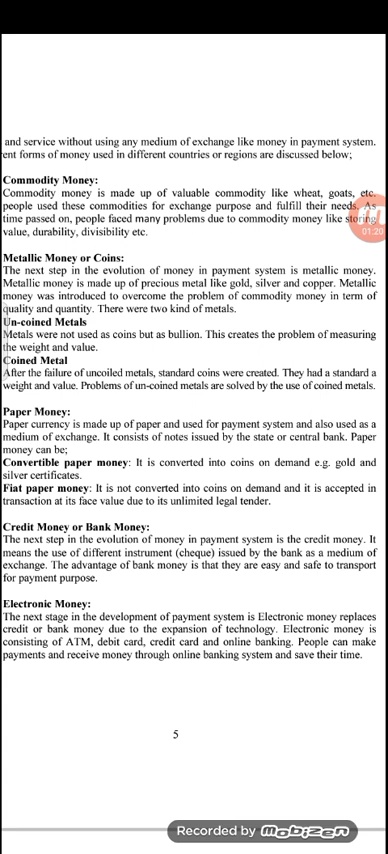 and service without using any medium of exchange like money in payment system.
rent forms of money used in different countries or regions are discussed below;
Commodity Money:
Commodity money is made up of valuable commodity like wheat, goats, etc.
people used these commodities for exchange purpose and fulfill their needs. As
time passed on, people faced many problems due to commodity money like storing
value, durability, divisibility etc.
01:20
Metallic Money or Coins:
The next step in the evolution of money in payment system is metallic money.
Metallic money is made up of precious metal like gold, silver and copper. Metallic
money was introduced to overcome the problem of commodity money in term of
quality and quantity. There were two kind of metals.
Un-coined Metals
Metals were not used as coins but as bullion. This creates the problem of measuring
the weight and value.
Coined Metal
After the failure of uncoiled metals, standard coins were created. They had a standard a
weight and value. Problems of un-coined metals are solved by the use of coined metals.
Paper Money:
Paper currency is made up of paper and used for payment system and also used as a
medium of exchange. It consists of notes issued by the state or central bank. Paper
money can be;
Convertible paper money: It is converted into coins on demand e.g. gold and
silver certificates.
Fiat paper money: It is not converted into coins on demand and it is accepted in
transaction at its face value due to its unlimited legal tender.
Credit Money or Bank Money:
The next step in the evolution of money in payment system is the credit money. It
means the use of different instrument (cheque) issued by the bank as a medium of
exchange. The advantage of bank money is that they are easy and safe to transport
for payment purpose.
Electronic Money:
The next stage in the development of payment system is Electronic money replaces
credit or bank money due to the expansion of technology. Electronic money is
consisting of ATM, debit card, credit card and online banking. People can make
payments and receive money through online banking system and save their time.
5
Recorded by Mobizen